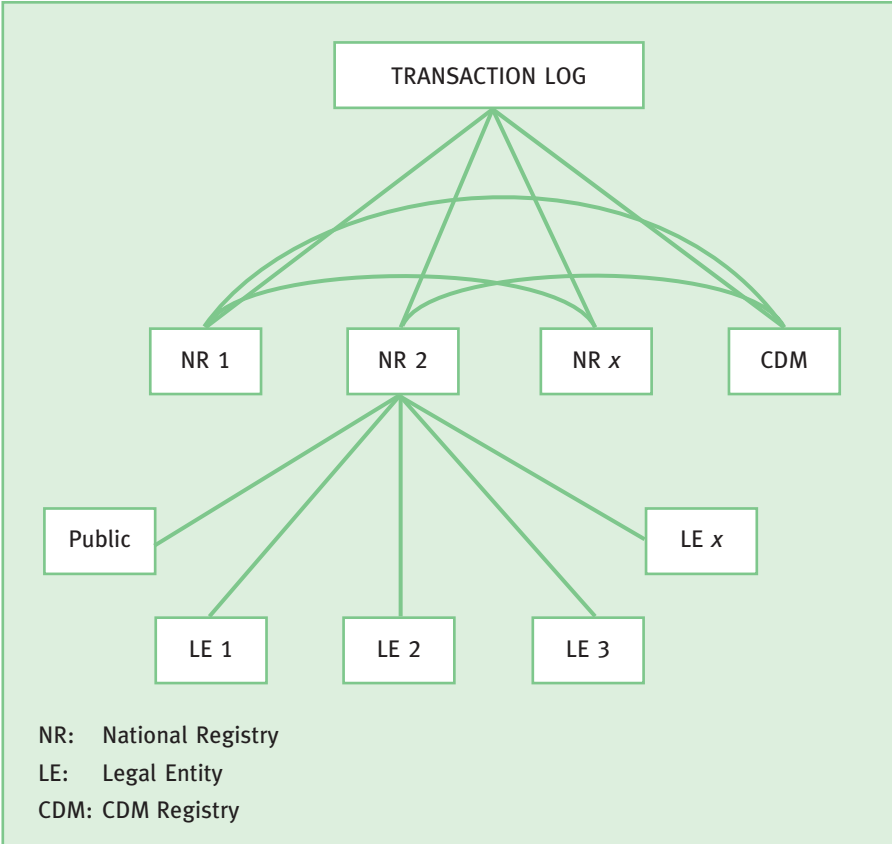 TRANSACTION LOG
NR 1
NR 2
NR x
CDM
Public
LE x
LE 1
LE 2
LE 3
NR: National Registry
LE: Legal Entity
CDM: CDM Registry